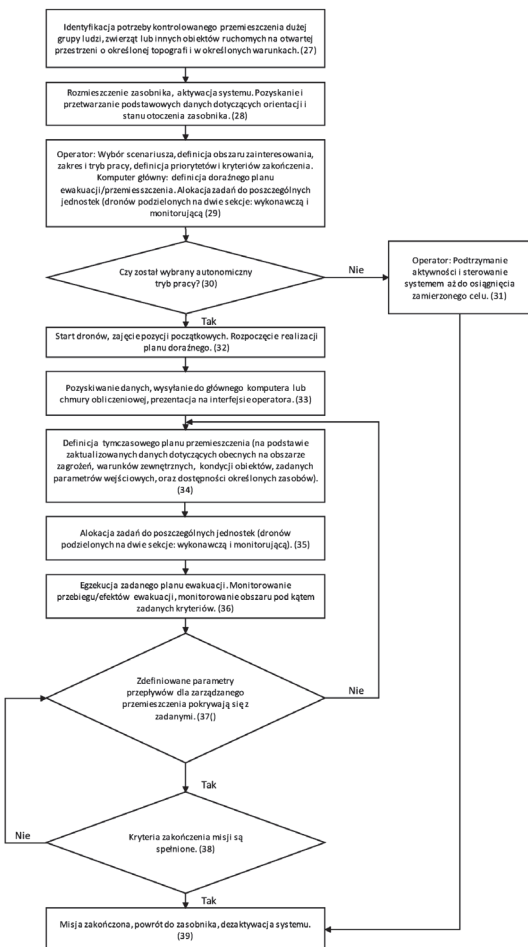 Identyfikacja potrzeby kontrolowanego przemieszczenia dużej
grupy ludzi, zwierząt lub innych obiektów ruchomych na otwartej
przestrzeni o określonej topografi i w określonych warunkach. (27)
Rozmieszczenie zasobnika, aktywacja systemu. Pozyskanie i
przetwarzanie podstawowych danych dotyczących orientacji i
stanu otoczenia zasobnika. (28)
Operator: Wybór scenariusza, definicja obszaru zainteresowania,
zakres i tryb pracy, definicja priorytetów i kryteriów zakończenia.
Komputer główny: definicja doraźnego planu
ewakuacji/przemiesszczenia. Alokacja zadań do poszczególnych
jednostek (dronów podzielonych na dwie sekcje: wykonawczą i
monitorującą (29)
Czy został wybrany autonomiczny
tryb pracy? (30)
Nie
Operator: Podtrzymanie
aktywności i sterowanie
systemem aż do osiągnięcia
zamierzonego celu. (31)
Tak
Start dronów, zajęcie pozycji początkowych. Rozpoczęcie realizacji
planu doraźnego. (32)
Pozyskiwanie danych, wysyłanie do głównego komputera lub
chmury obliczeniowej, prezentacja na interfejsie operatora. (33)
Definicja tymczasowego planu przemieszczenia (na podstawie
zaktualizowanych danych dotyczących obecnych na obszarze
zagrożeń, warunków zewnętrznych, kondycji obiektów, zadanych
parametrów wejściowych, oraz dostępności określonych zasobów).
(34)
Alokacja zadań do poszczególnych jednostek (dronów
podzielonych na dwie sekcje: wykonawczą i monitorującą). (35)
Egzekucja zadanego planu ewakuacji. Monitorowanie
przebiegu/efektów ewakuacji, monitorowanie obszaru pod kątem
zadanych kryteriów. (36)
Zdefiniowane parametry
przepływów dla zarządzanego
przemieszczenia pokrywają się z
zadanymi. (37()
Nie
Tak
Kryteria zakończenia misji są
spełnione. (38)
Nie
Tak
Misja zakończona, powrót do zasobnika, dezaktywacja systemu.
(39)